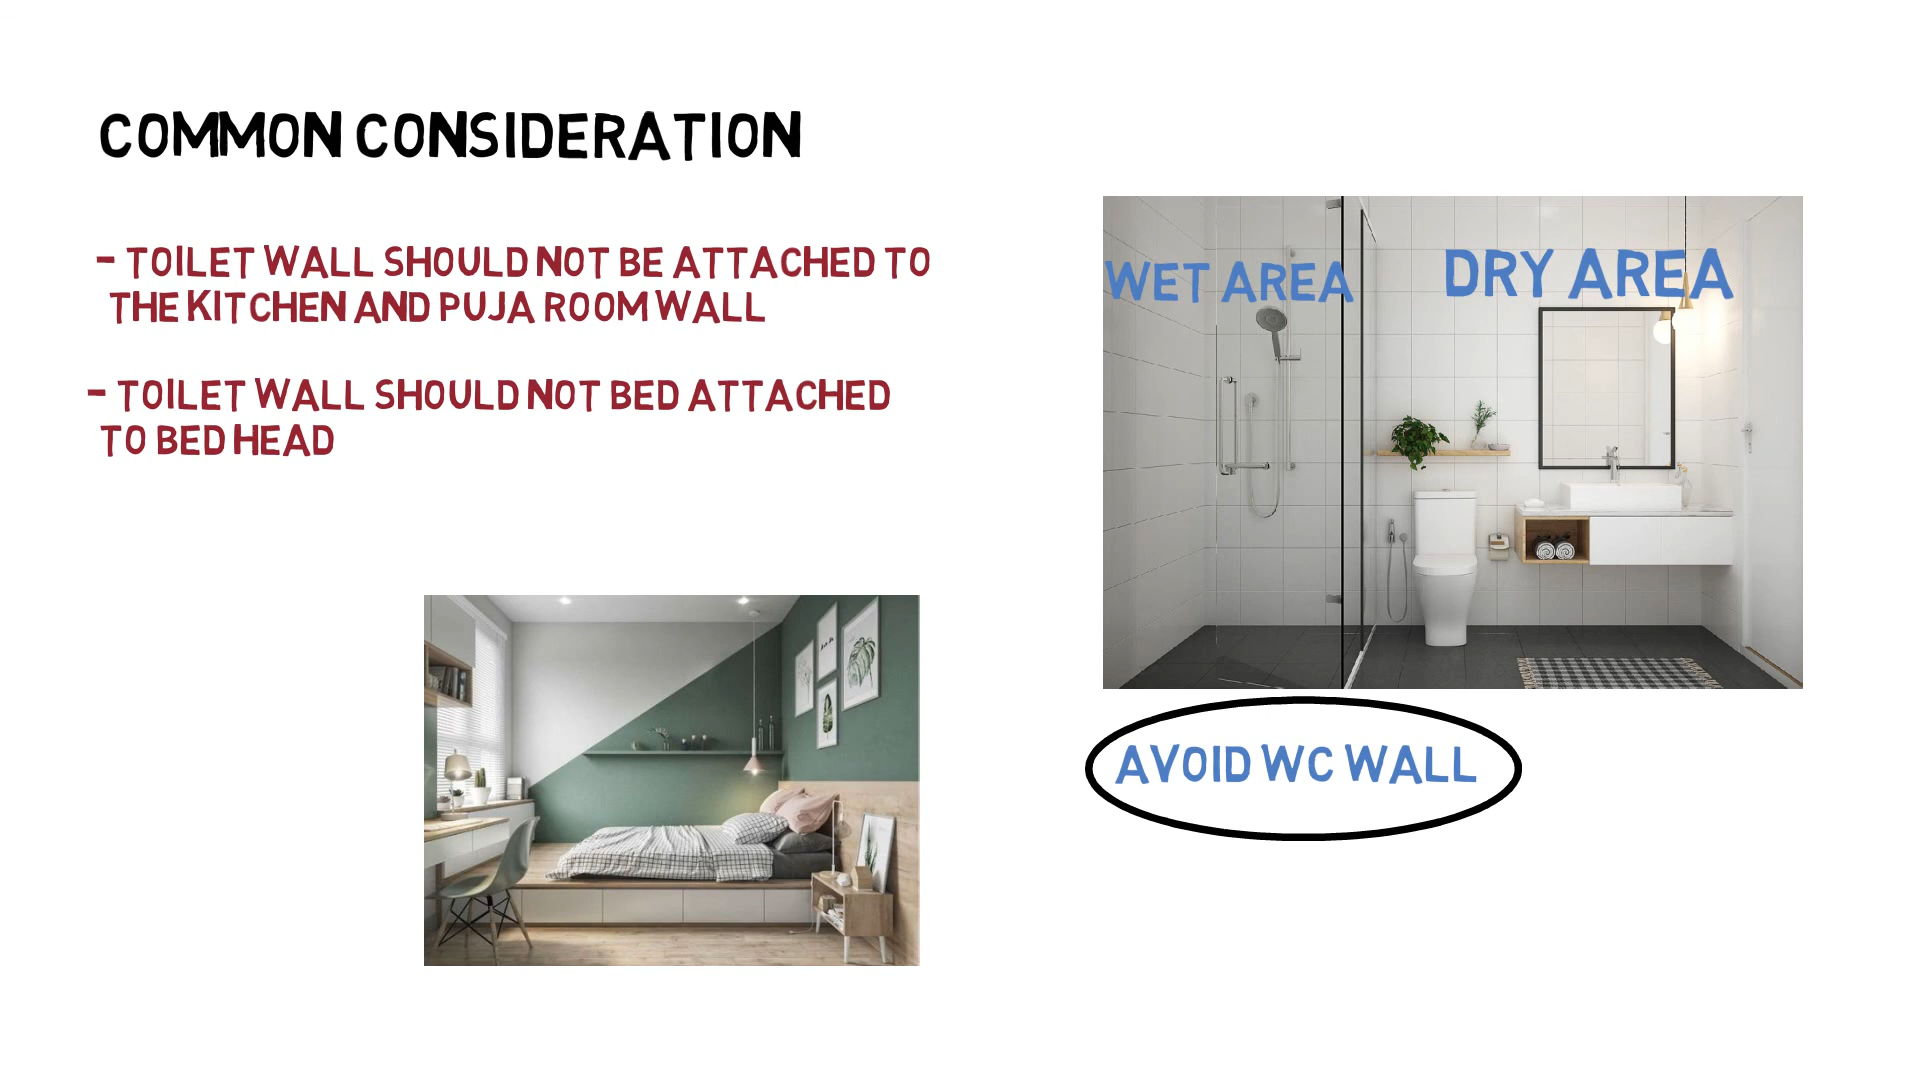 COMMON CONSIDERATION
- TOILET WALL SHOULD NOT BE ATTACHED TO
THE KITCHEN AND PUJA ROOM WALL
- TOILET WALL SHOULD NOT BED ATTACHED
TO BED HEAD
WET AREA
DRY AREA
AVOID WC WALL